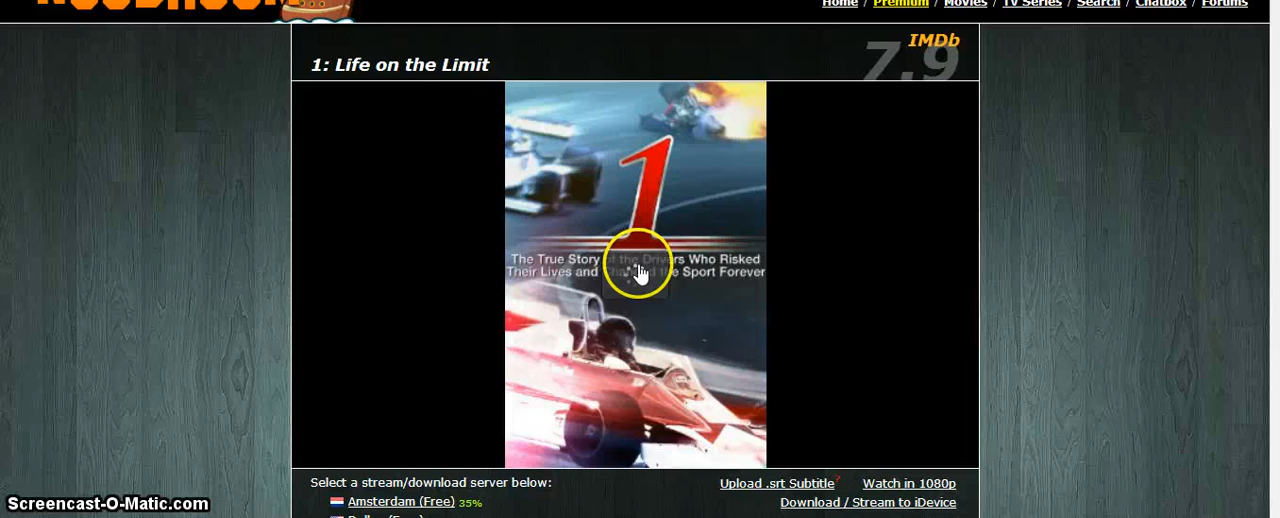 Home / Premium / Movies / TV Series / Search / Chatbox / Forums
IMDb
7.9
1: Life on the Limit
1
The True Story of the Drivers Who Risked
Their Lives and the Sport Forever
Select a stream/download server below:
Upload .srt Subtitle?
Watch in 1080p
Amsterdam (Free) 35%
Download / Stream to iDevice
Screencast-O-Matic.com